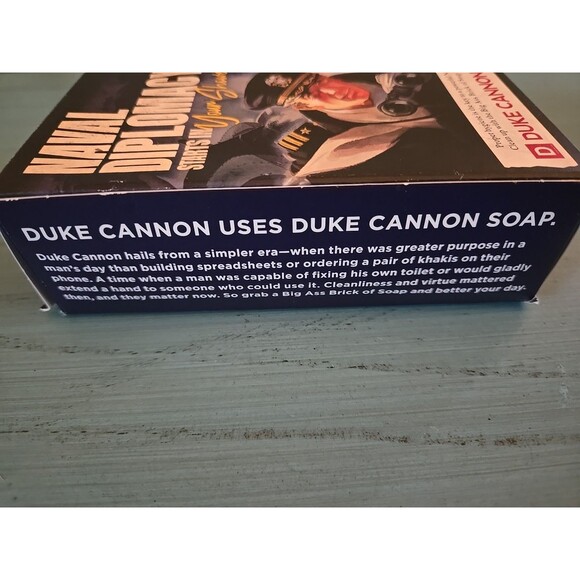 NAVAL
DIPLOMACY
STARTS IN
DUKE CANNON
DUKE CANNON USES DUKE CANNON SOAP.
Duke Cannon hails from a simpler era—when there was greater purpose in a
man's day than building spreadsheets or ordering a pair of khakis on their
phone. A time when a man was capable of fixing his own toilet or would gladly
extend a hand to someone who could use it. Cleanliness and virtue mattered
then, and they matter now. So grab a Big Ass Brick of Soap and better your day.